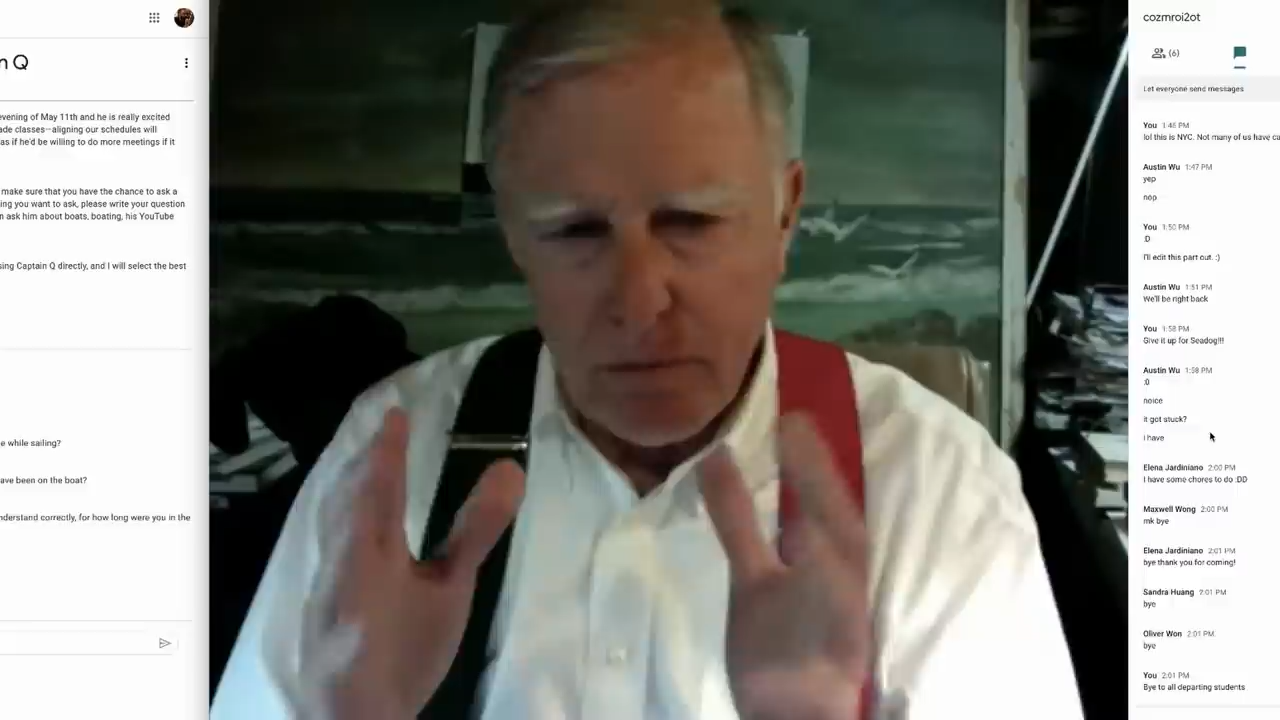 n Q
evening of May 11th and he is really excited
ade classes—aligning our schedules will
as if he'd be willing to do more meetings if it
make sure that you have the chance to ask a
ing you want to ask, please write your question
n ask him about boats, boating, his YouTube
sing Captain Q directly, and I will select the best
e while sailing?
ave been on the boat?
nderstand correctly, for how long were you in the
cozmroi2ot
(6)
Let everyone send messages
You 1:46 PM
lol this is NYC. Not many of us have ca
Austin Wu 1:47 PM
yep
nop
You 1:50 PM
:D
I'll edit this part out. :)
Austin Wu 1:51 PM
We'll be right back
You 1:58 PM
Give it up for Seadog!!!
Austin Wu 1:58 PM
:0
noice
it got stuck?
i have
Elena Jardiniano 2:00 PM
I have some chores to do :DD
Maxwell Wong 2:00 PM
mk bye
Elena Jardiniano 2:01 PM
bye thank you for coming!
Sandra Huang 2:01 PM
bye
Oliver Won 2:01 PM
bye
You 2:01 PM
Bye to all departing students